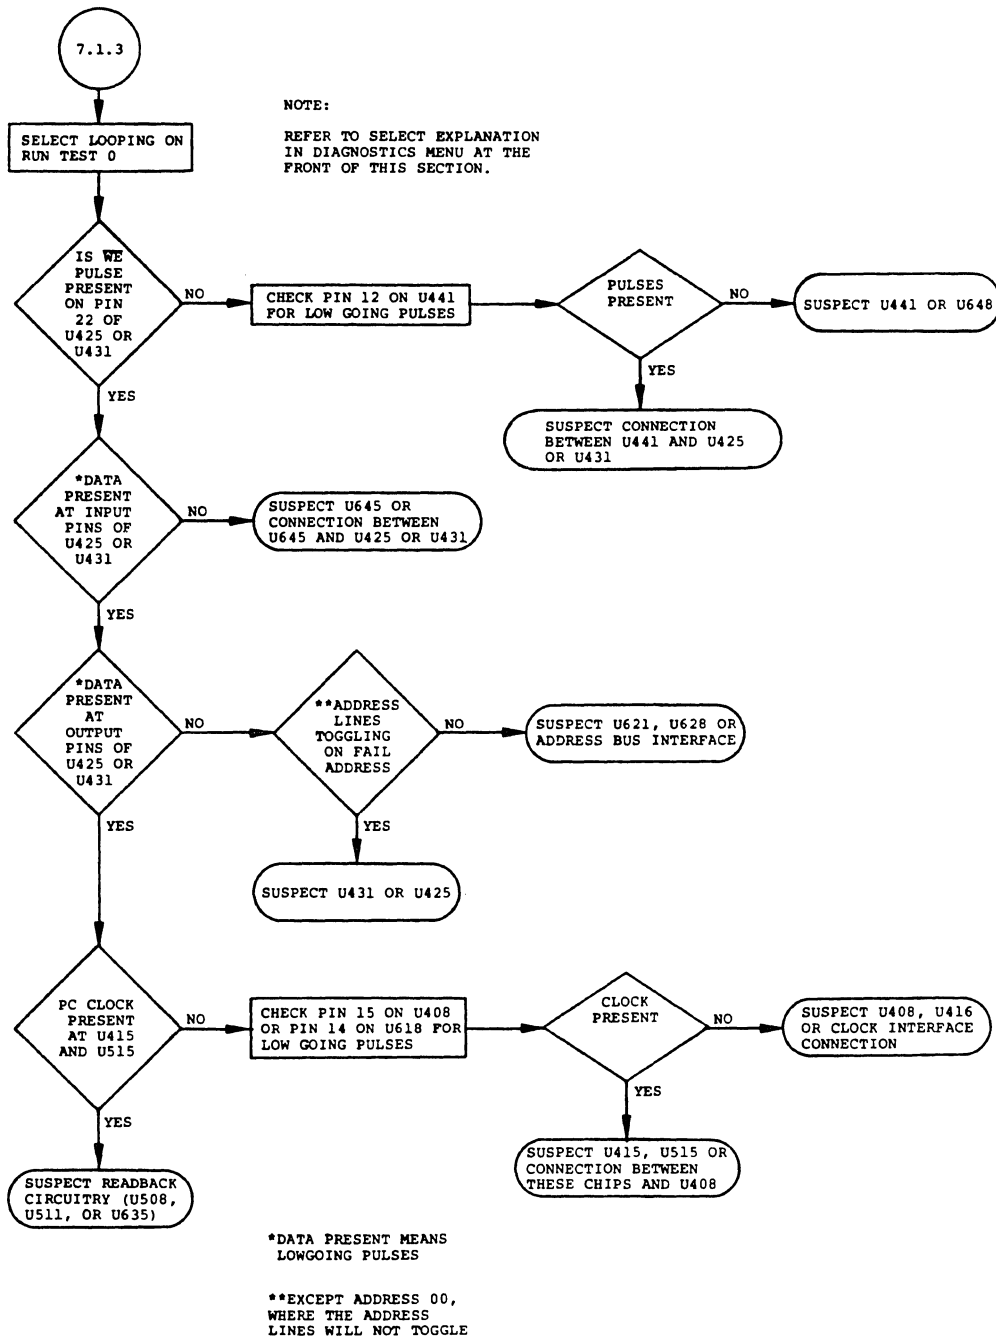 7.1.3
NOTE:
SELECT LOOPING ON
RUN TEST 0
REFER TO SELECT EXPLANATION
IN DIAGNOSTICS MENU AT THE
FRONT OF THIS SECTION.
IS W̅E̅
PULSE
PRESENT
ON PIN
22 OF
U425 OR
U431
NO
CHECK PIN 12 ON U441
FOR LOW GOING PULSES
PULSES
PRESENT
NO
SUSPECT U441 OR U648
YES
SUSPECT CONNECTION
BETWEEN U441 AND U425
OR U431
YES
*DATA
PRESENT
AT INPUT
PINS OF
U425 OR
U431
NO
SUSPECT U645 OR
CONNECTION BETWEEN
U645 AND U425 OR U431
YES
*DATA
PRESENT
AT
OUTPUT
PINS OF
U425 OR
U431
NO
**ADDRESS
LINES
TOGGLING
ON FAIL
ADDRESS
NO
SUSPECT U621, U628 OR
ADDRESS BUS INTERFACE
YES
SUSPECT U431 OR U425
YES
PC CLOCK
PRESENT
AT U415
AND U515
NO
CHECK PIN 15 ON U408
OR PIN 14 ON U618 FOR
LOW GOING PULSES
CLOCK
PRESENT
NO
SUSPECT U408, U416
OR CLOCK INTERFACE
CONNECTION
YES
SUSPECT U415, U515 OR
CONNECTION BETWEEN
THESE CHIPS AND U408
YES
SUSPECT READBACK
CIRCUITRY (U508,
U511, OR U635)
*DATA PRESENT MEANS
LOWGOING PULSES
**EXCEPT ADDRESS 00,
WHERE THE ADDRESS
LINES WILL NOT TOGGLE